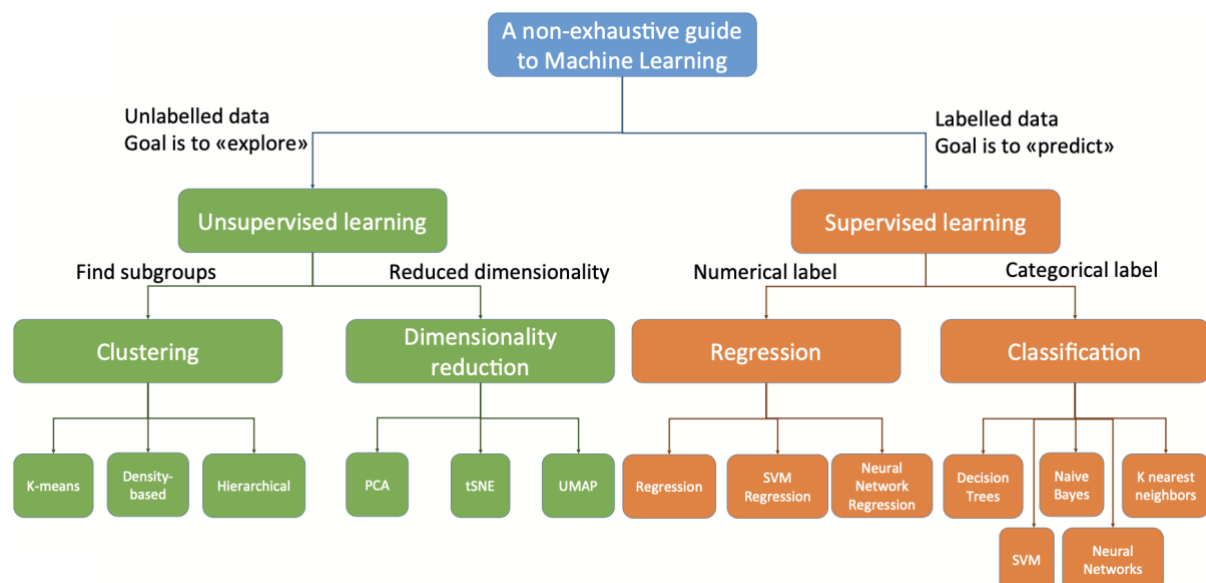 A non-exhaustive guide
to Machine Learning
Unlabelled data
Goal is to «explore»
Labelled data
Goal is to «predict»
Unsupervised learning
Supervised learning
Find subgroups
Reduced dimensionality
Numerical label
Categorical label
Clustering
Dimensionality
reduction
Regression
Classification
K-means
Density-
based
Hierarchical
PCA
tSNE
UMAP
Regression
SVM
Regression
Neural
Network
Regression
Decision
Trees
Naive
Bayes
K nearest
neighbors
SVM
Neural
Networks